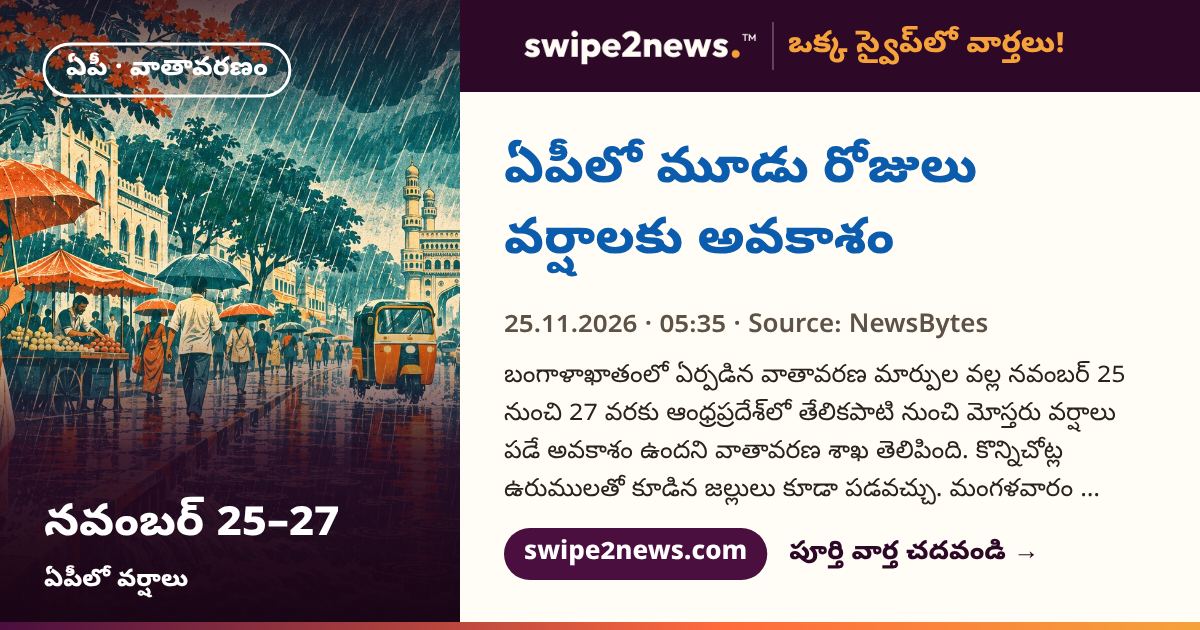 ఏపీ · వాతావరణం
swipe2news.™
ఒక్క స్వైప్‌లో వార్తలు!
ఏపీలో మూడు రోజులు
వర్షాలకు అవకాశం
25.11.2026 · 05:35 · Source: NewsBytes
బంగాళాఖాతంలో ఏర్పడిన వాతావరణ మార్పుల వల్ల నవంబర్ 25
నుంచి 27 వరకు ఆంధ్రప్రదేశ్‌లో తేలికపాటి నుంచి మోస్తరు వర్షాలు
పడే అవకాశం ఉందని వాతావరణ శాఖ తెలిపింది. కొన్నిచోట్ల
ఉరుములతో కూడిన జల్లులు కూడా పడవచ్చు. మంగళవారం ...
నవంబర్ 25–27
ఏపీలో వర్షాలు
swipe2news.com
పూర్తి వార్త చదవండి →